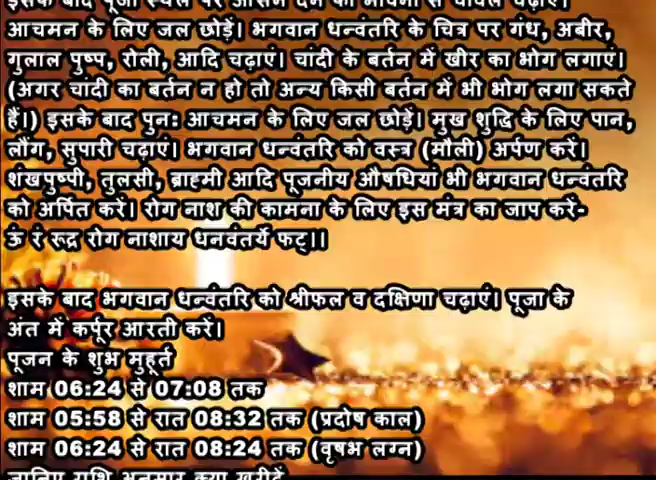 इसके बाद पूजा स्थल पर आसन देने की भावना से चावल चढ़ाएं।
आचमन के लिए जल छोड़ें। भगवान धन्वंतरि के चित्र पर गंध, अबीर,
गुलाल पुष्प, रोली, आदि चढ़ाएं। चांदी के बर्तन में खीर का भोग लगाएं।
(अगर चांदी का बर्तन न हो तो अन्य किसी बर्तन में भी भोग लगा सकते
हैं।) इसके बाद पुन: आचमन के लिए जल छोड़ें। मुख शुद्धि के लिए पान,
लौंग, सुपारी चढ़ाएं। भगवान धन्वंतरि को वस्त्र (मौली) अर्पण करें।
शंखपुष्पी, तुलसी, ब्राह्मी आदि पूजनीय औषधियां भी भगवान धन्वंतरि
को अर्पित करें। रोग नाश की कामना के लिए इस मंत्र का जाप करें-
ऊं रं रूद्र रोग नाशाय धनवंतर्ये फट्।।
इसके बाद भगवान धन्वंतरि को श्रीफल व दक्षिणा चढ़ाएं। पूजा के
अंत में कर्पूर आरती करें।
पूजन के शुभ मुहूर्त
शाम 06:24 से 07:08 तक
शाम 05:58 से रात 08:32 तक (प्रदोष काल)
शाम 06:24 से रात 08:24 तक (वृषभ लग्न)
जानिए राशि अनुसार क्या खरीदें